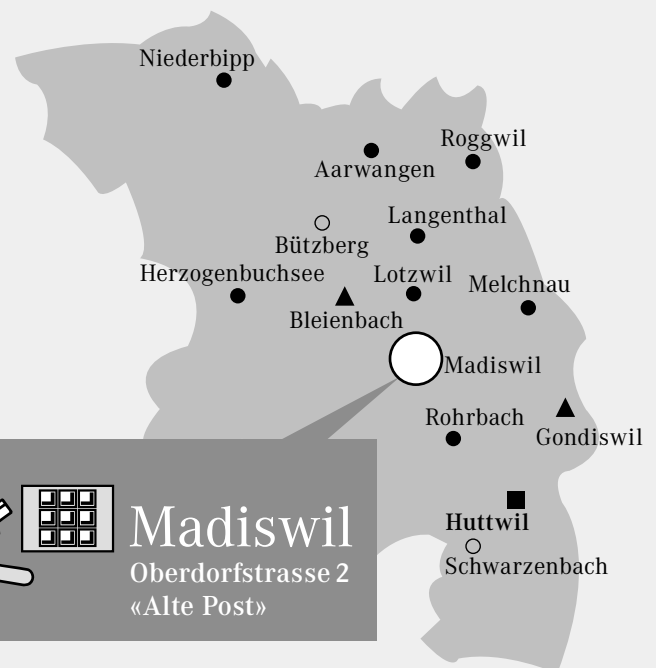 Niederbipp
Roggwil
Aarwangen
Langenthal
Bützberg
Herzogenbuchsee
Lotzwil
Melchnau
Bleienbach
Madiswil
Rohrbach
Gondiswil
Huttwil
Schwarzenbach
Madiswil
Oberdorfstrasse 2
«Alte Post»